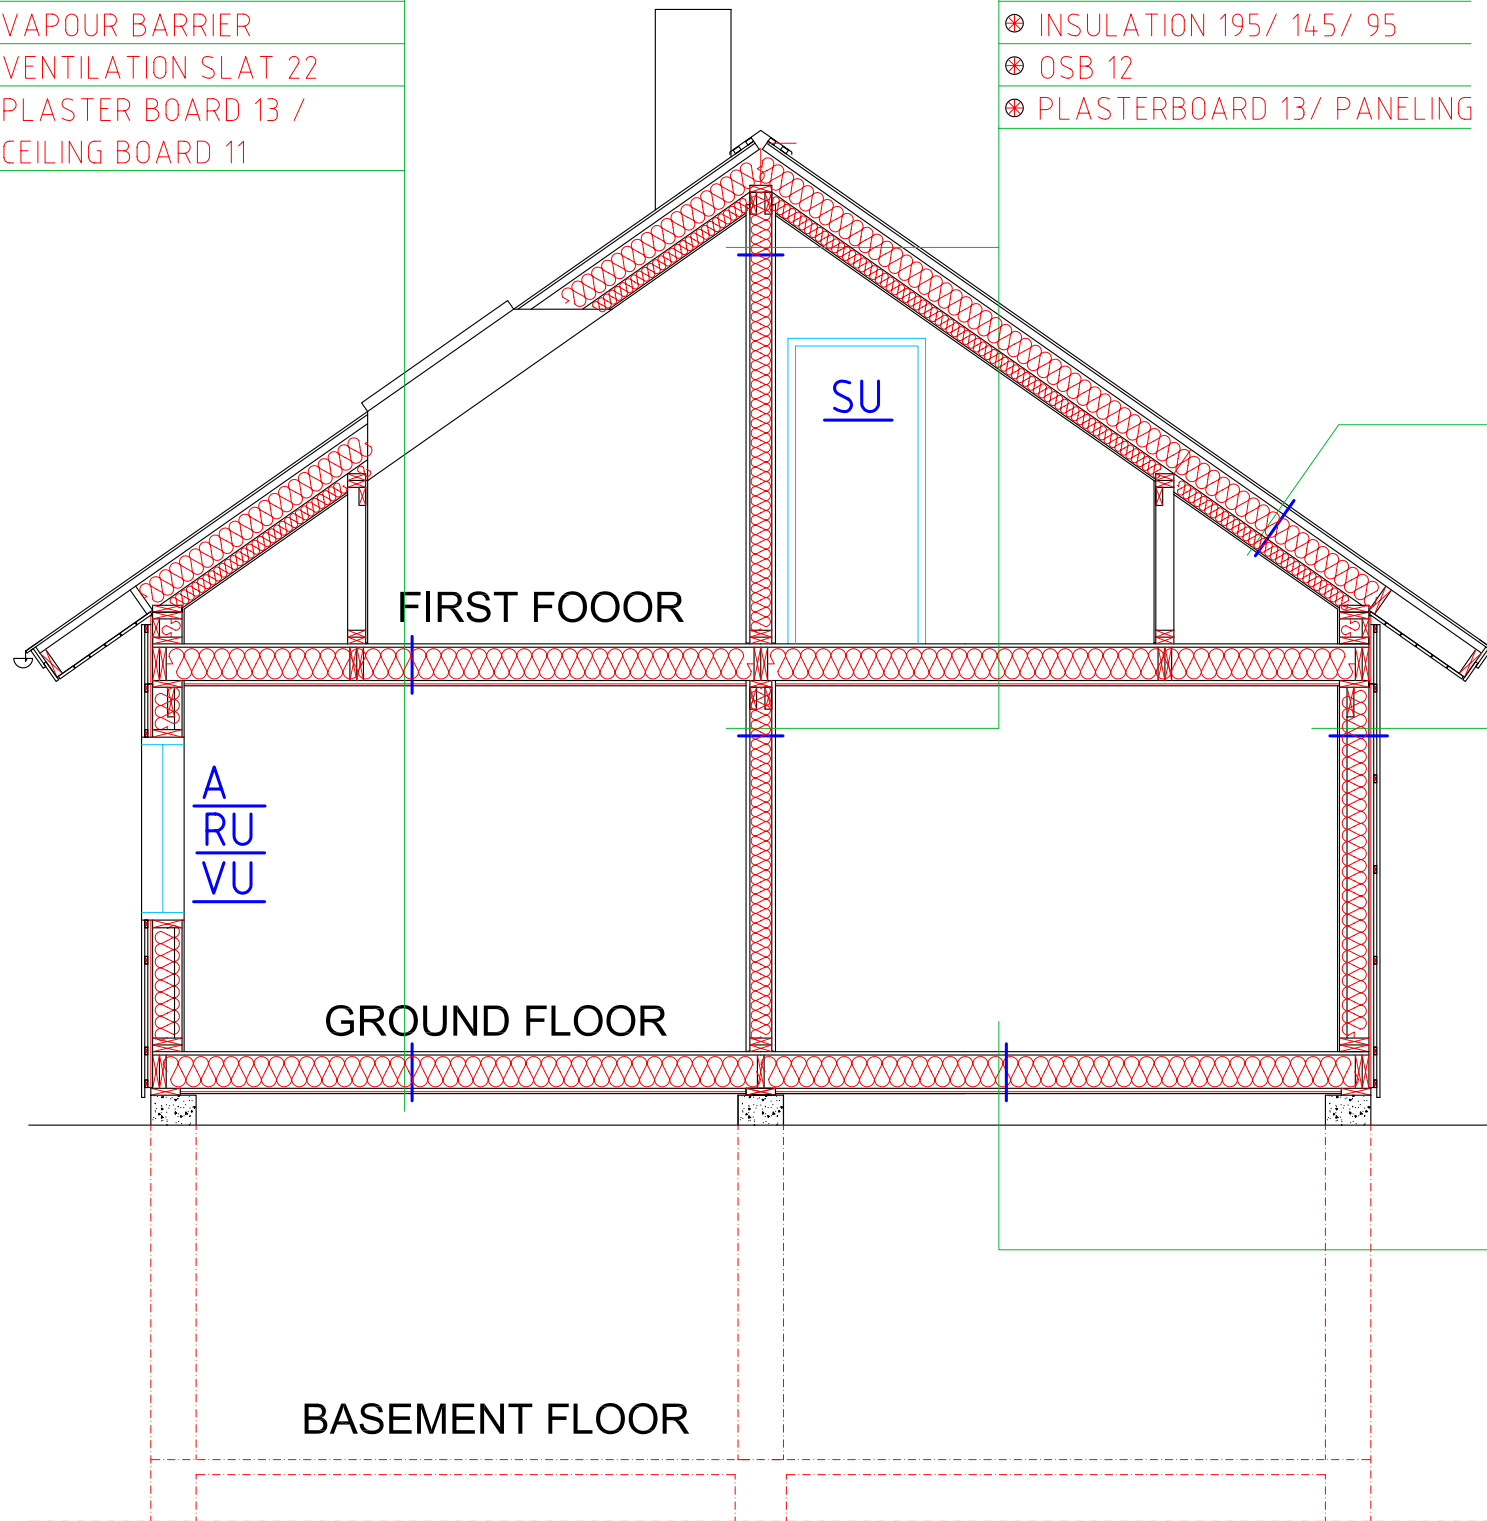 VAPOUR BARRIER
VENTILATION SLAT 22
PLASTER BOARD 13 /
CEILING BOARD 11
INSULATION 195/ 145/ 95
OSB 12
PLASTERBOARD 13/ PANELING
SU
FIRST FOOOR
A
RU
VU
GROUND FLOOR
BASEMENT FLOOR